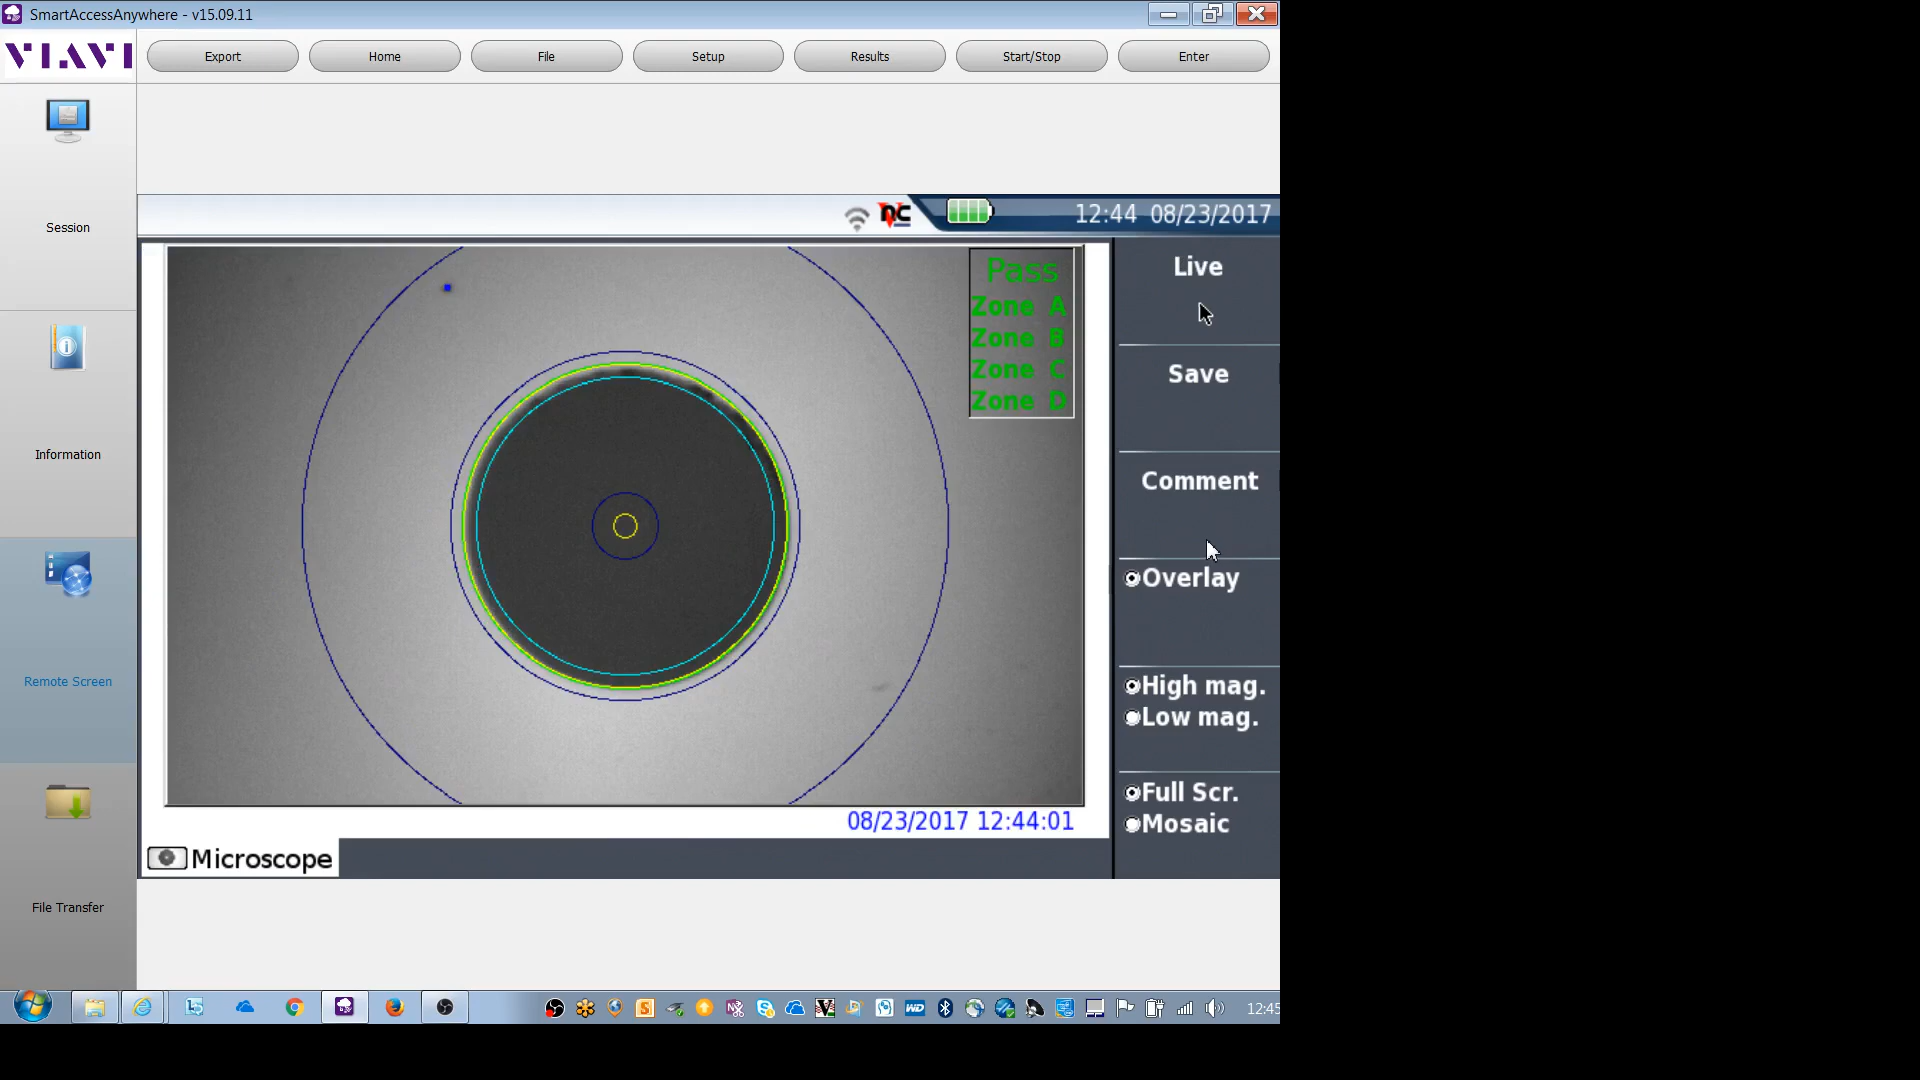 SmartAccessAnywhere - v15.09.11
VIAVI
Export
Home
File
Setup
Results
Start/Stop
Enter
Session
Information
Remote Screen
File Transfer
12:44 08/23/2017
Pass
Zone A
Zone B
Zone C
Zone D
Live
Save
Comment
Overlay
High mag.
Low mag.
Full Scr.
Mosaic
08/23/2017 12:44:01
Microscope
12:45